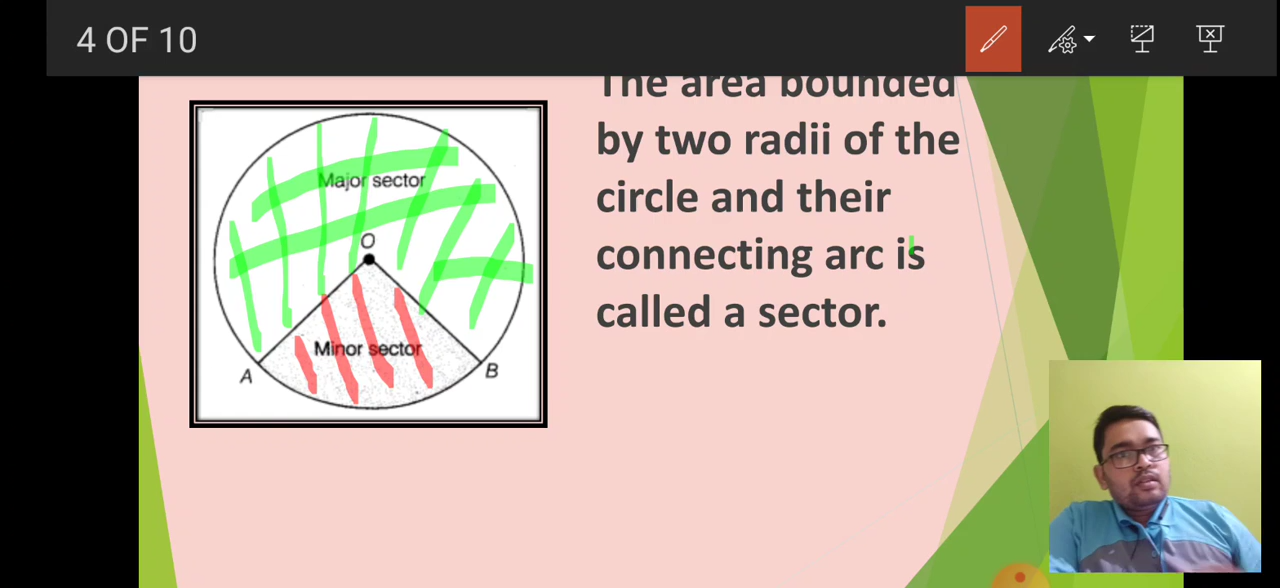 4 OF 10
The area bounded
by two radii of the
circle and their
connecting arc is
called a sector.
Major sector
O
Minor sector
A
B